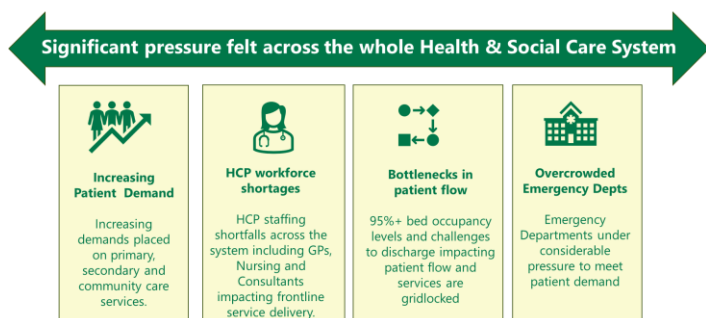 Significant pressure felt across the whole Health & Social Care System
Increasing
Patient Demand
Increasing
demands placed
on primary,
secondary and
community care
services.
HCP workforce
shortages
HCP staffing
shortfalls across the
system including GPs,
Nursing and
Consultants
impacting frontline
service delivery.
Bottlenecks in
patient flow
95%+ bed occupancy
levels and challenges
to discharge impacting
patient flow and
services are
gridlocked
Overcrowded
Emergency Depts
Emergency
Departments under
considerable
pressure to meet
patient demand